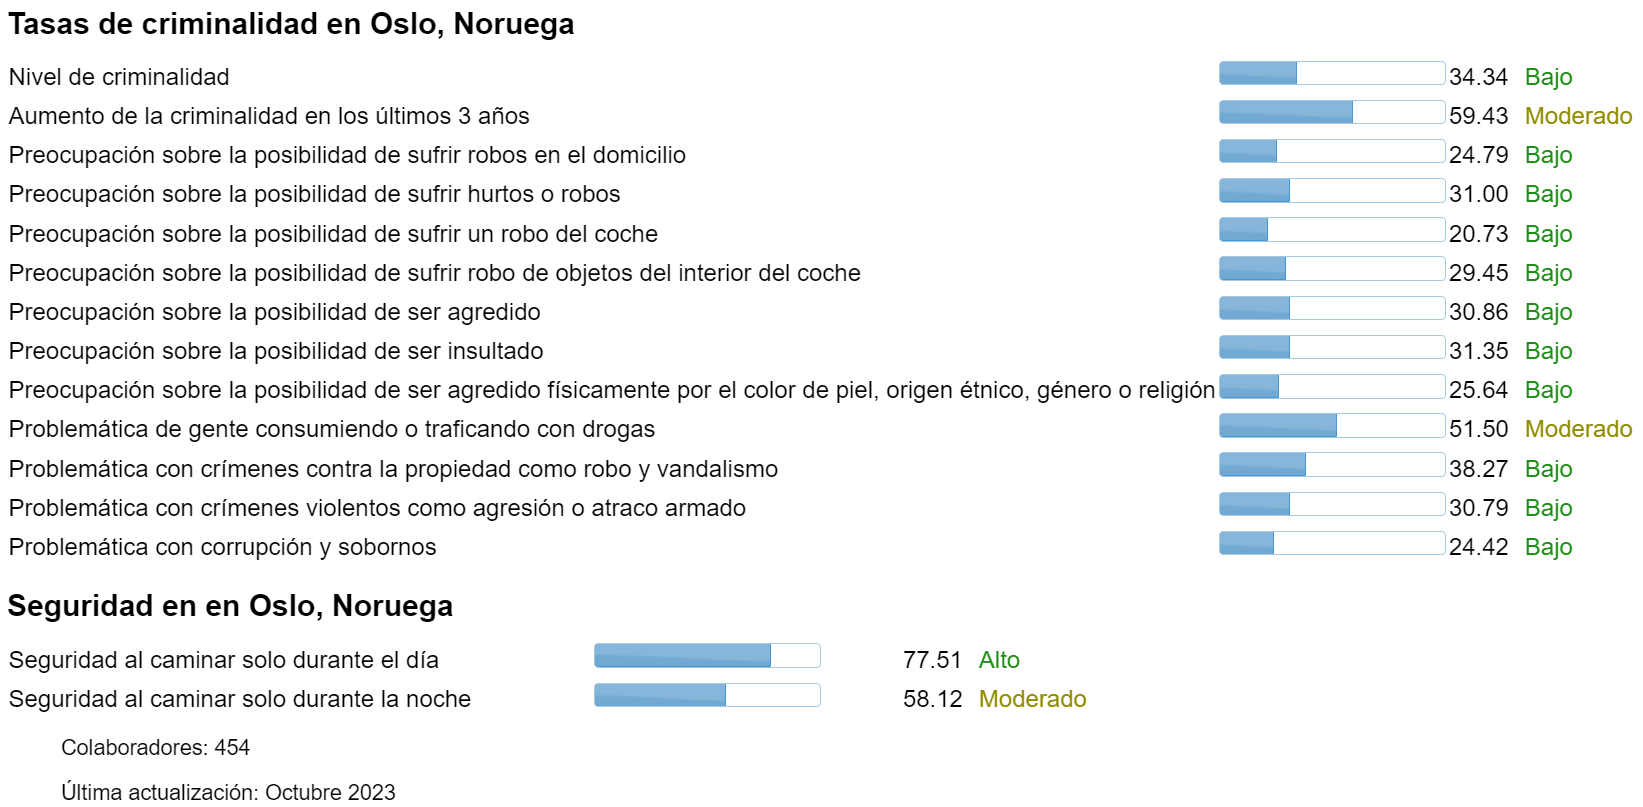 Tasas de criminalidad en Oslo, Noruega
Nivel de criminalidad 34.34 Bajo
Aumento de la criminalidad en los últimos 3 años 59.43 Moderado
Preocupación sobre la posibilidad de sufrir robos en el domicilio 24.79 Bajo
Preocupación sobre la posibilidad de sufrir hurtos o robos 31.00 Bajo
Preocupación sobre la posibilidad de sufrir un robo del coche 20.73 Bajo
Preocupación sobre la posibilidad de sufrir robo de objetos del interior del coche 29.45 Bajo
Preocupación sobre la posibilidad de ser agredido 30.86 Bajo
Preocupación sobre la posibilidad de ser insultado 31.35 Bajo
Preocupación sobre la posibilidad de ser agredido físicamente por el color de piel, origen étnico, género o religión 25.64 Bajo
Problemática de gente consumiendo o traficando con drogas 51.50 Moderado
Problemática con crímenes contra la propiedad como robo y vandalismo 38.27 Bajo
Problemática con crímenes violentos como agresión o atraco armado 30.79 Bajo
Problemática con corrupción y sobornos 24.42 Bajo
Seguridad en en Oslo, Noruega
Seguridad al caminar solo durante el día 77.51 Alto
Seguridad al caminar solo durante la noche 58.12 Moderado
Colaboradores: 454
Última actualización: Octubre 2023